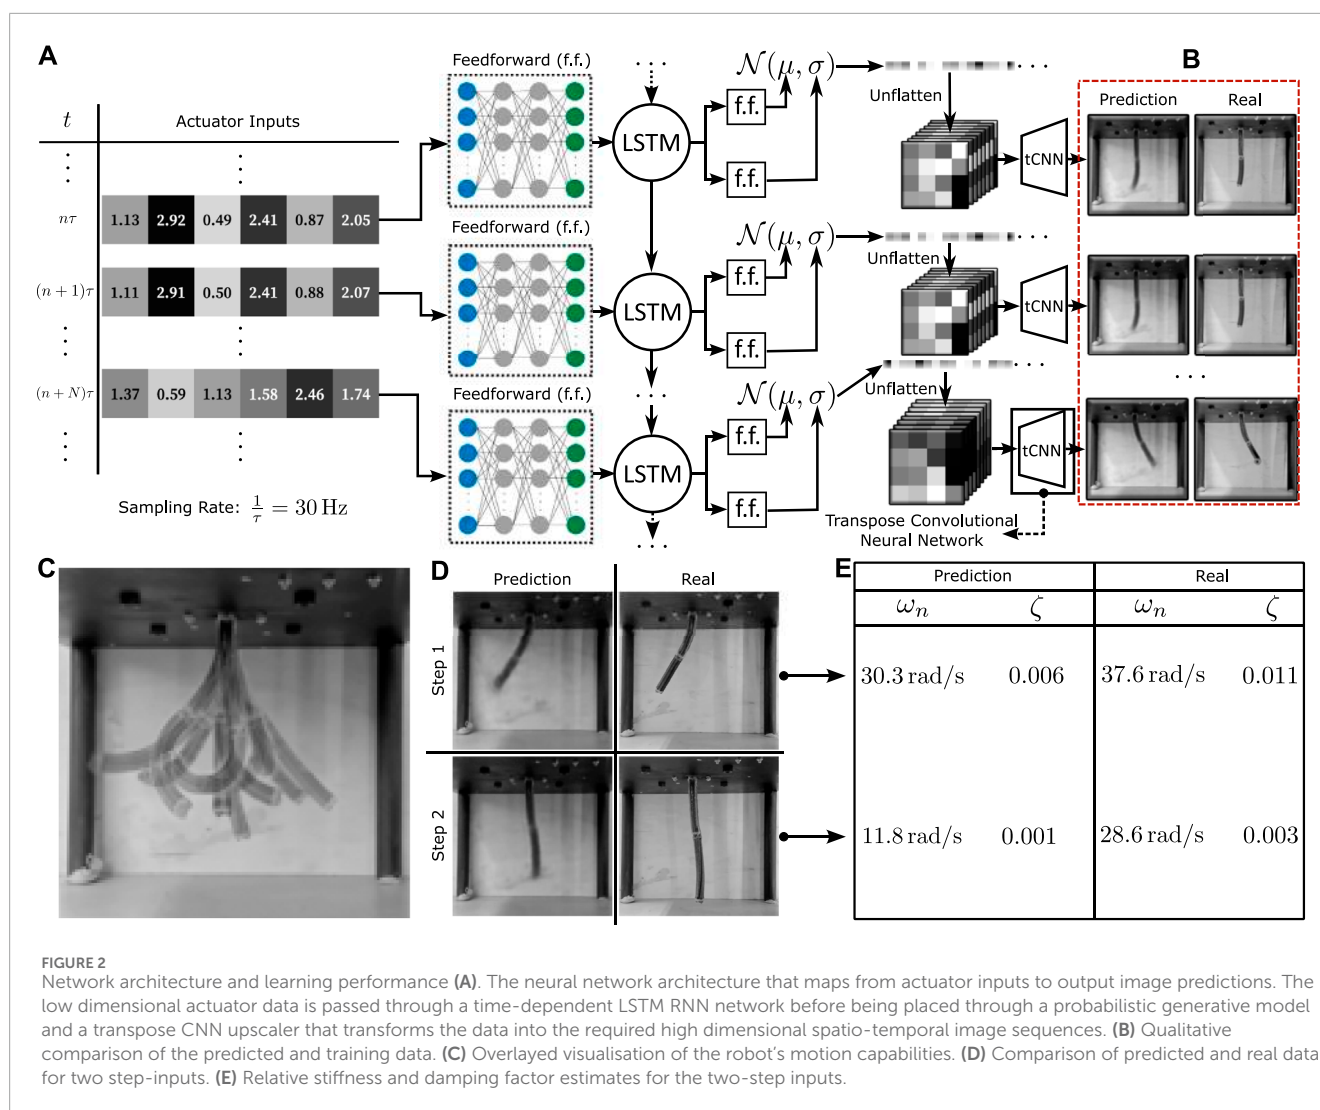 A
t
Actuator Inputs
nτ
1.13 2.92 0.49 2.41 0.87 2.05
(n + 1)τ
1.11 2.91 0.50 2.41 0.88 2.07
(n + N)τ
1.37 0.59 1.13 1.58 2.46 1.74
Sampling Rate: 1/τ = 30 Hz
Feedforward (f.f.)
LSTM
f.f.
f.f.
N(μ, σ)
Unflatten
tCNN
Feedforward (f.f.)
LSTM
f.f.
f.f.
N(μ, σ)
Unflatten
tCNN
Feedforward (f.f.)
LSTM
f.f.
f.f.
N(μ, σ)
Unflatten
tCNN
Transpose Convolutional
Neural Network
B
Prediction Real
C
D
Prediction Real
Step 1
Step 2
E
Prediction Real
ωn ζ ωn ζ
30.3 rad/s 0.006 37.6 rad/s 0.011
11.8 rad/s 0.001 28.6 rad/s 0.003
FIGURE 2
Network architecture and learning performance (A). The neural network architecture that maps from actuator inputs to output image predictions. The
low dimensional actuator data is passed through a time-dependent LSTM RNN network before being placed through a probabilistic generative model
and a transpose CNN upscaler that transforms the data into the required high dimensional spatio-temporal image sequences. (B) Qualitative
comparison of the predicted and training data. (C) Overlayed visualisation of the robot's motion capabilities. (D) Comparison of predicted and real data
for two step-inputs. (E) Relative stiffness and damping factor estimates for the two-step inputs.